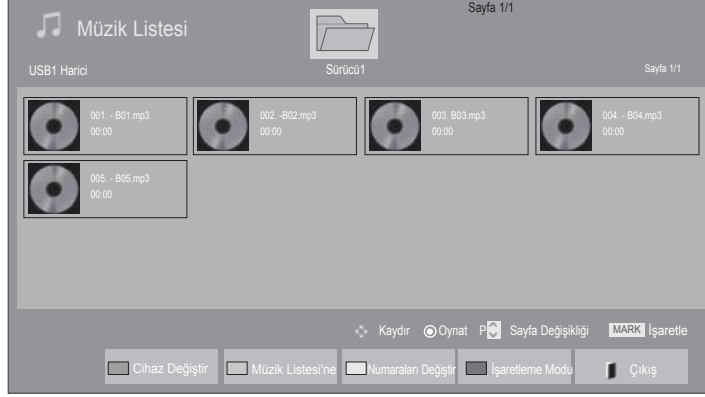 Sayfa 1/1
Müzik Listesi
USB1 Harici
Sürücü1
Sayfa 1/1
001. - B01.mp3
00:00
002. -B02.mp3
00:00
003. B03.mp3
00:00
004. - B04.mp3
00:00
005. - B05.mp3
00:00
Kaydır Oynat P Sayfa Değişikliği MARK İşaretle
Cihaz Değiştir Müzik Listesi'ne Numaraları Değiştir İşaretleme Modu Çıkış